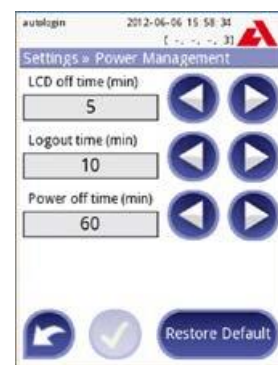 autologin 2012-06-06 15 58 34
[ -, -, -, 3]
Settings » Power Management
LCD off time (min)
5
Logout time (min)
10
Power off time (min)
60
Restore Default